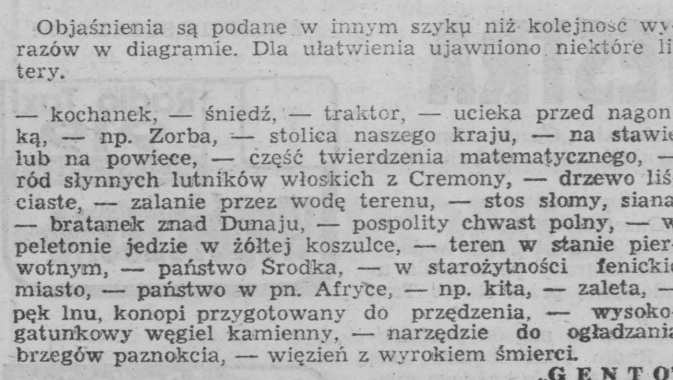 Objaśnienia są podane w innym szyku niż kolejność wy-
razów w diagramie. Dla ułatwienia ujawniono niektóre li
tery.
— kochanek, — śniedź, — traktor, — ucieka przed nagon
ką, — np. Zorba, — stolica naszego kraju, — na stawie
lub na powiece, — część twierdzenia matematycznego, —
ród słynnych lutników włoskich z Cremony, — drzewo liś
ciaste, — zalanie przez wodę terenu, — stos słomy, siana
— bratanek znad Dunaju, — pospolity chwast polny, — w
peletonie jedzie w żółtej koszulce, — teren w stanie pier
wotnym, — państwo Środka, — w starożytności fenickie
miasto, — państwo w pn. Afryce, — np. kita, — zaleta, —
pęk lnu, konopi przygotowany do przędzenia, — wysoko-
gatunkowy węgiel kamienny, — narzędzie do ogładzania
brzegów paznokcia, — więzień z wyrokiem śmierci.